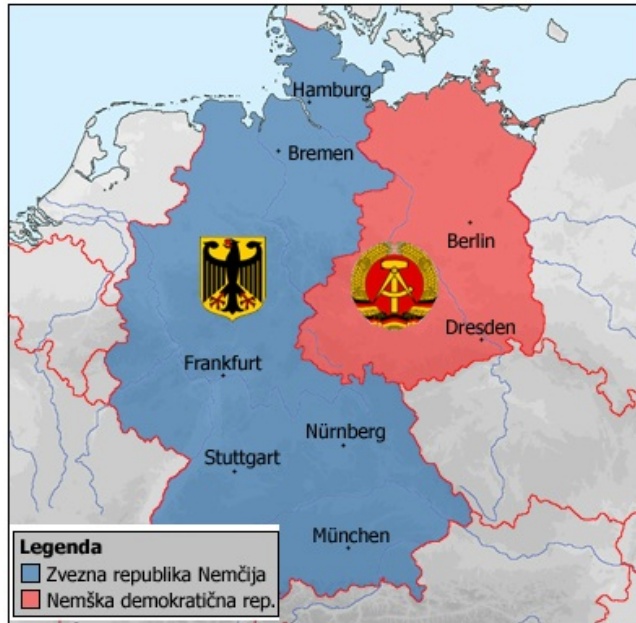 Hamburg
Bremen
Berlin
Dresden
Frankfurt
Nürnberg
Stuttgart
München
Legenda
Zvezna republika Nemčija
Nemška demokratična rep.